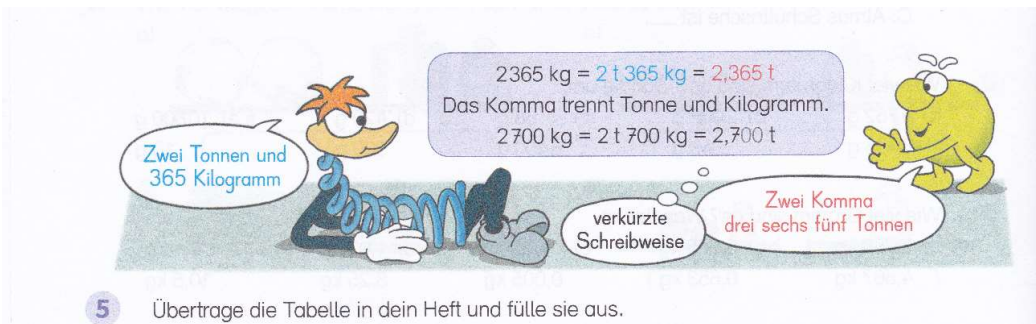 2365 kg = 2 t 365 kg = 2,365 t
Das Komma trennt Tonne und Kilogramm.
2700 kg = 2 t 700 kg = 2,700 t
Zwei Tonnen und
365 Kilogramm
verkürzte
Schreibweise
Zwei Komma
drei sechs fünf Tonnen
5 Übertrage die Tabelle in dein Heft und fülle sie aus.